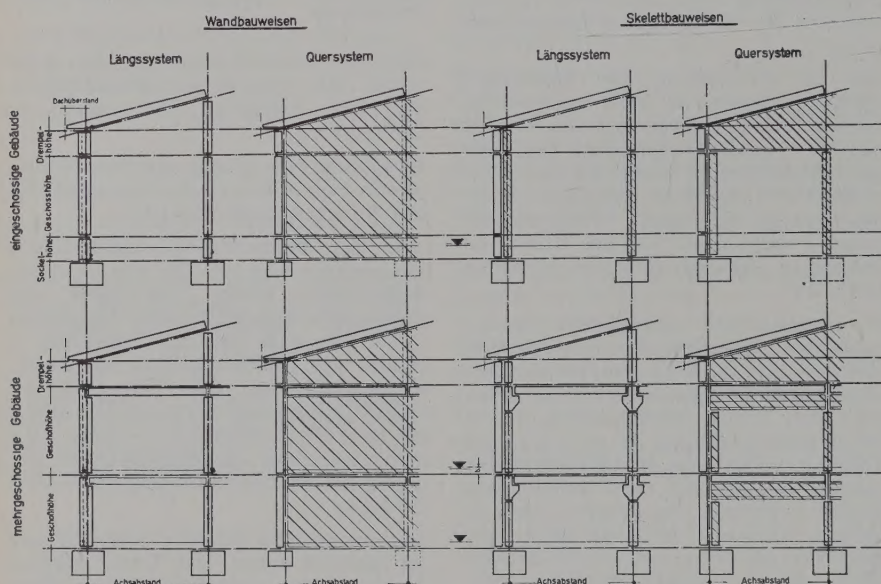 Wandbauweisen
Skelettbauweisen
Längssystem
Quersystem
Längssystem
Quersystem
eingeschossige Gebäude
Dachüberstand
Drempel-
höhe
Geschosshöhe
Sockel-
höhe
mehrgeschossige Gebäude
Drempel-
höhe
Geschoßhöhe
Geschoßhöhe
Achsabstand
Achsabstand
Achsabstand
Achsabstand